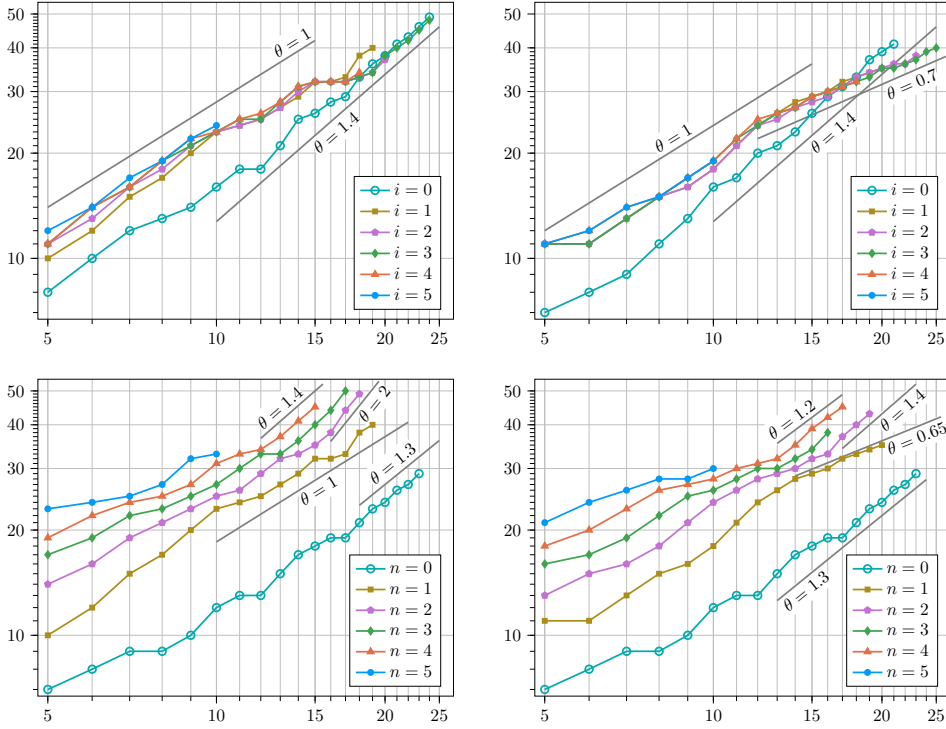 50
40
30
20
10
5
10
15
20
25
θ = 1
θ = 1.4
i = 0
i = 1
i = 2
i = 3
i = 4
i = 5
50
40
30
20
10
5
10
15
20
25
θ = 1
θ = 0.7
θ = 1.4
i = 0
i = 1
i = 2
i = 3
i = 4
i = 5
50
40
30
20
10
5
10
15
20
25
θ = 1.4
θ = 2
θ = 1
θ = 1.3
n = 0
n = 1
n = 2
n = 3
n = 4
n = 5
50
40
30
20
10
5
10
15
20
25
θ = 1.2
θ = 1.4
θ = 0.65
θ = 1.3
n = 0
n = 1
n = 2
n = 3
n = 4
n = 5